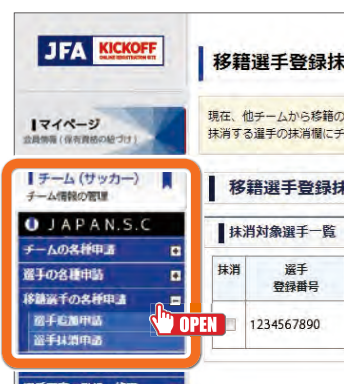 JFA KICKOFF
ONLINE REGISTRATION SITE
移籍選手登録抹
マイページ
会員情報(保有資格の紐づけ)
現在、他チームから移籍の
抹消する選手の抹消欄にチ
チーム(サッカー)
チーム情報の管理
移籍選手登録抹
JAPAN.S.C
抹消対象選手一覧
チームの各種申請
選手の各種申請
抹消
選手
登録番号
移籍選手の各種申請
選手追加申請
OPEN
1234567890
選手抹消申請